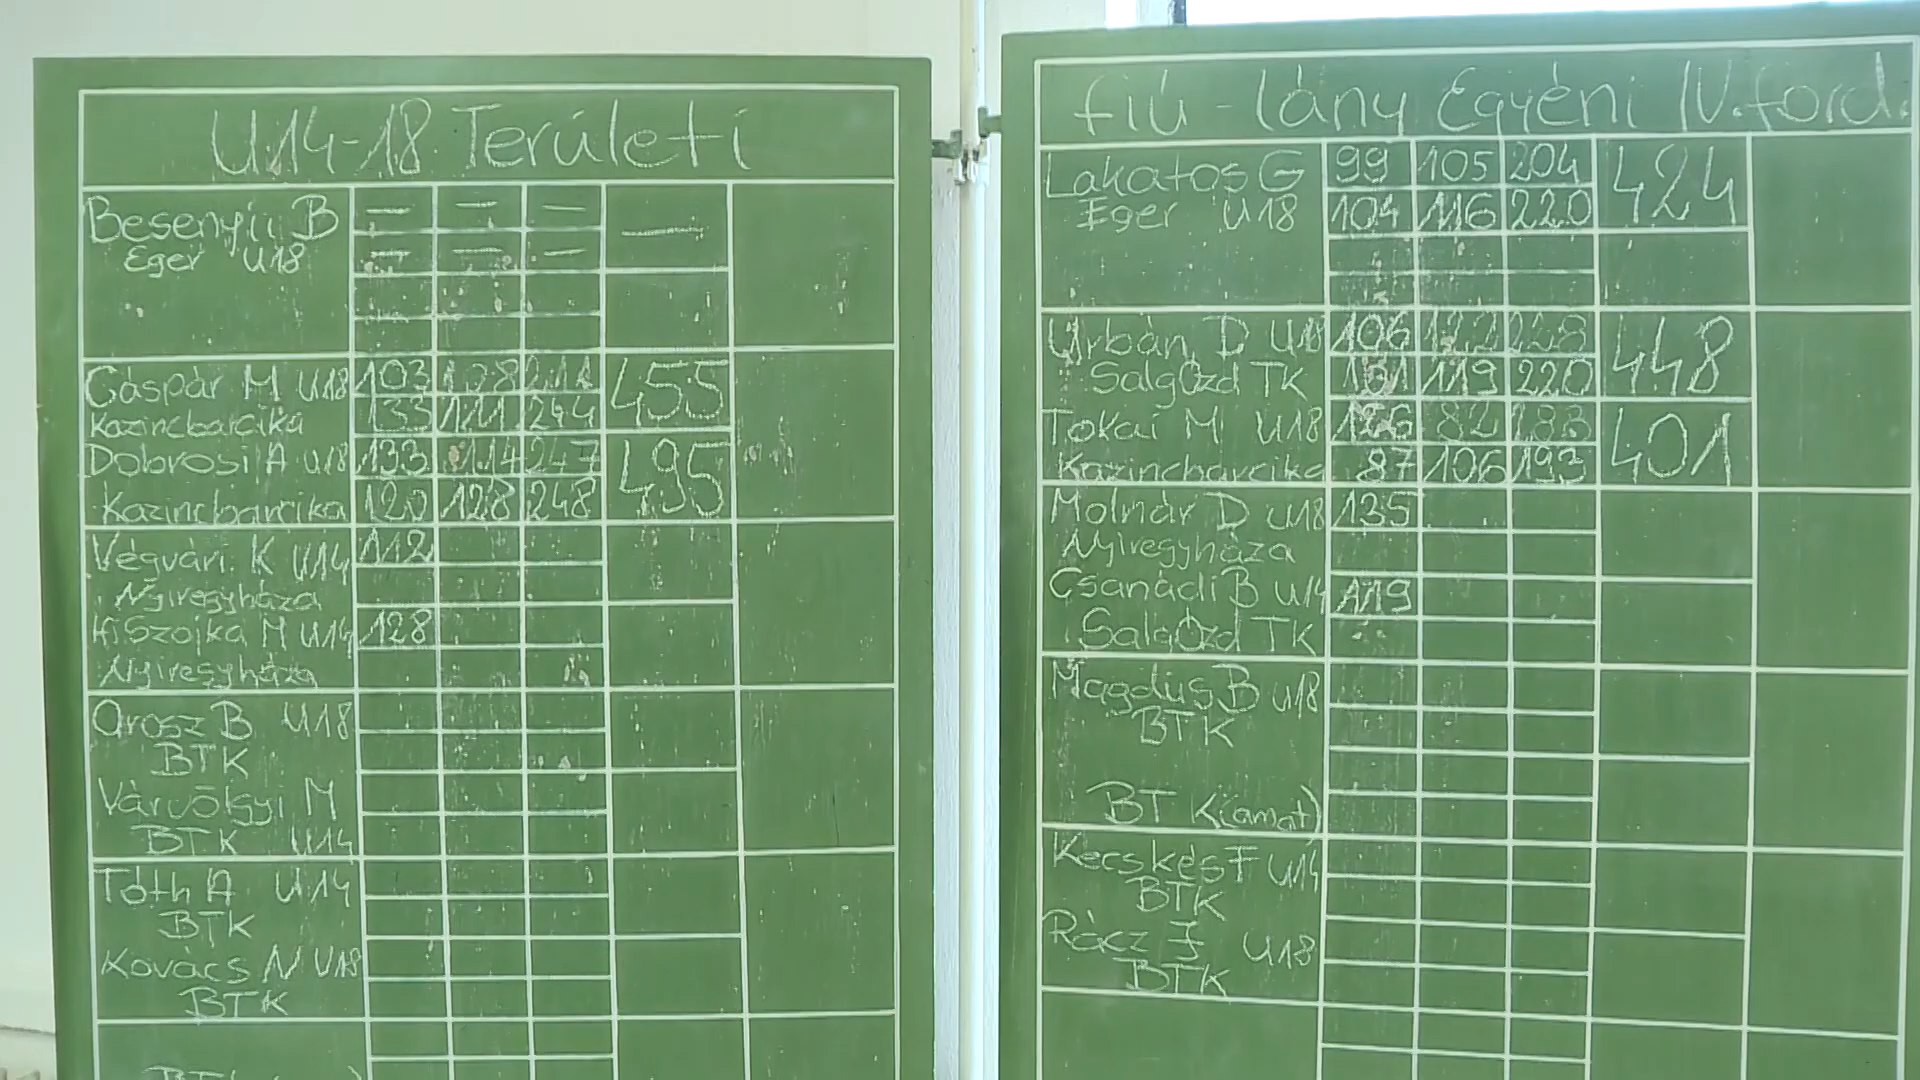 U14-18. Területi
Besenyii B — — — —
Eger U18 — — —
Gáspár M U18 103 108 211 455
Kazincbarcika 133 111 244
Dobrosi A U18 133 114 247 495
Kazincbarcika 120 128 248
Végvári K U14 112
Nyíregyháza
Hiszojka M U14 128
Nyíregyháza
Orosz B U18
BTK
Várvölgyi M
BTK U14
Tóth A U14
BTK
Kovács N U18
BTK
fiú - lány Egyéni IV. ford.
Lakatos G 99 105 204 424
Eger U18 104 116 220
Urbán D U18 106 122 228 448
SalgÓzd TK 101 119 220
Tokai M U18 126 82 208 401
Kazincbarcika 87 106 193
Molnár D U18 135
Nyíregyháza
Csanádi B U14 119
SalgÓzd TK
Magdus B U18
BTK
BTK (amat)
Kecskés F U14
BTK
Rácz J U18
BTK